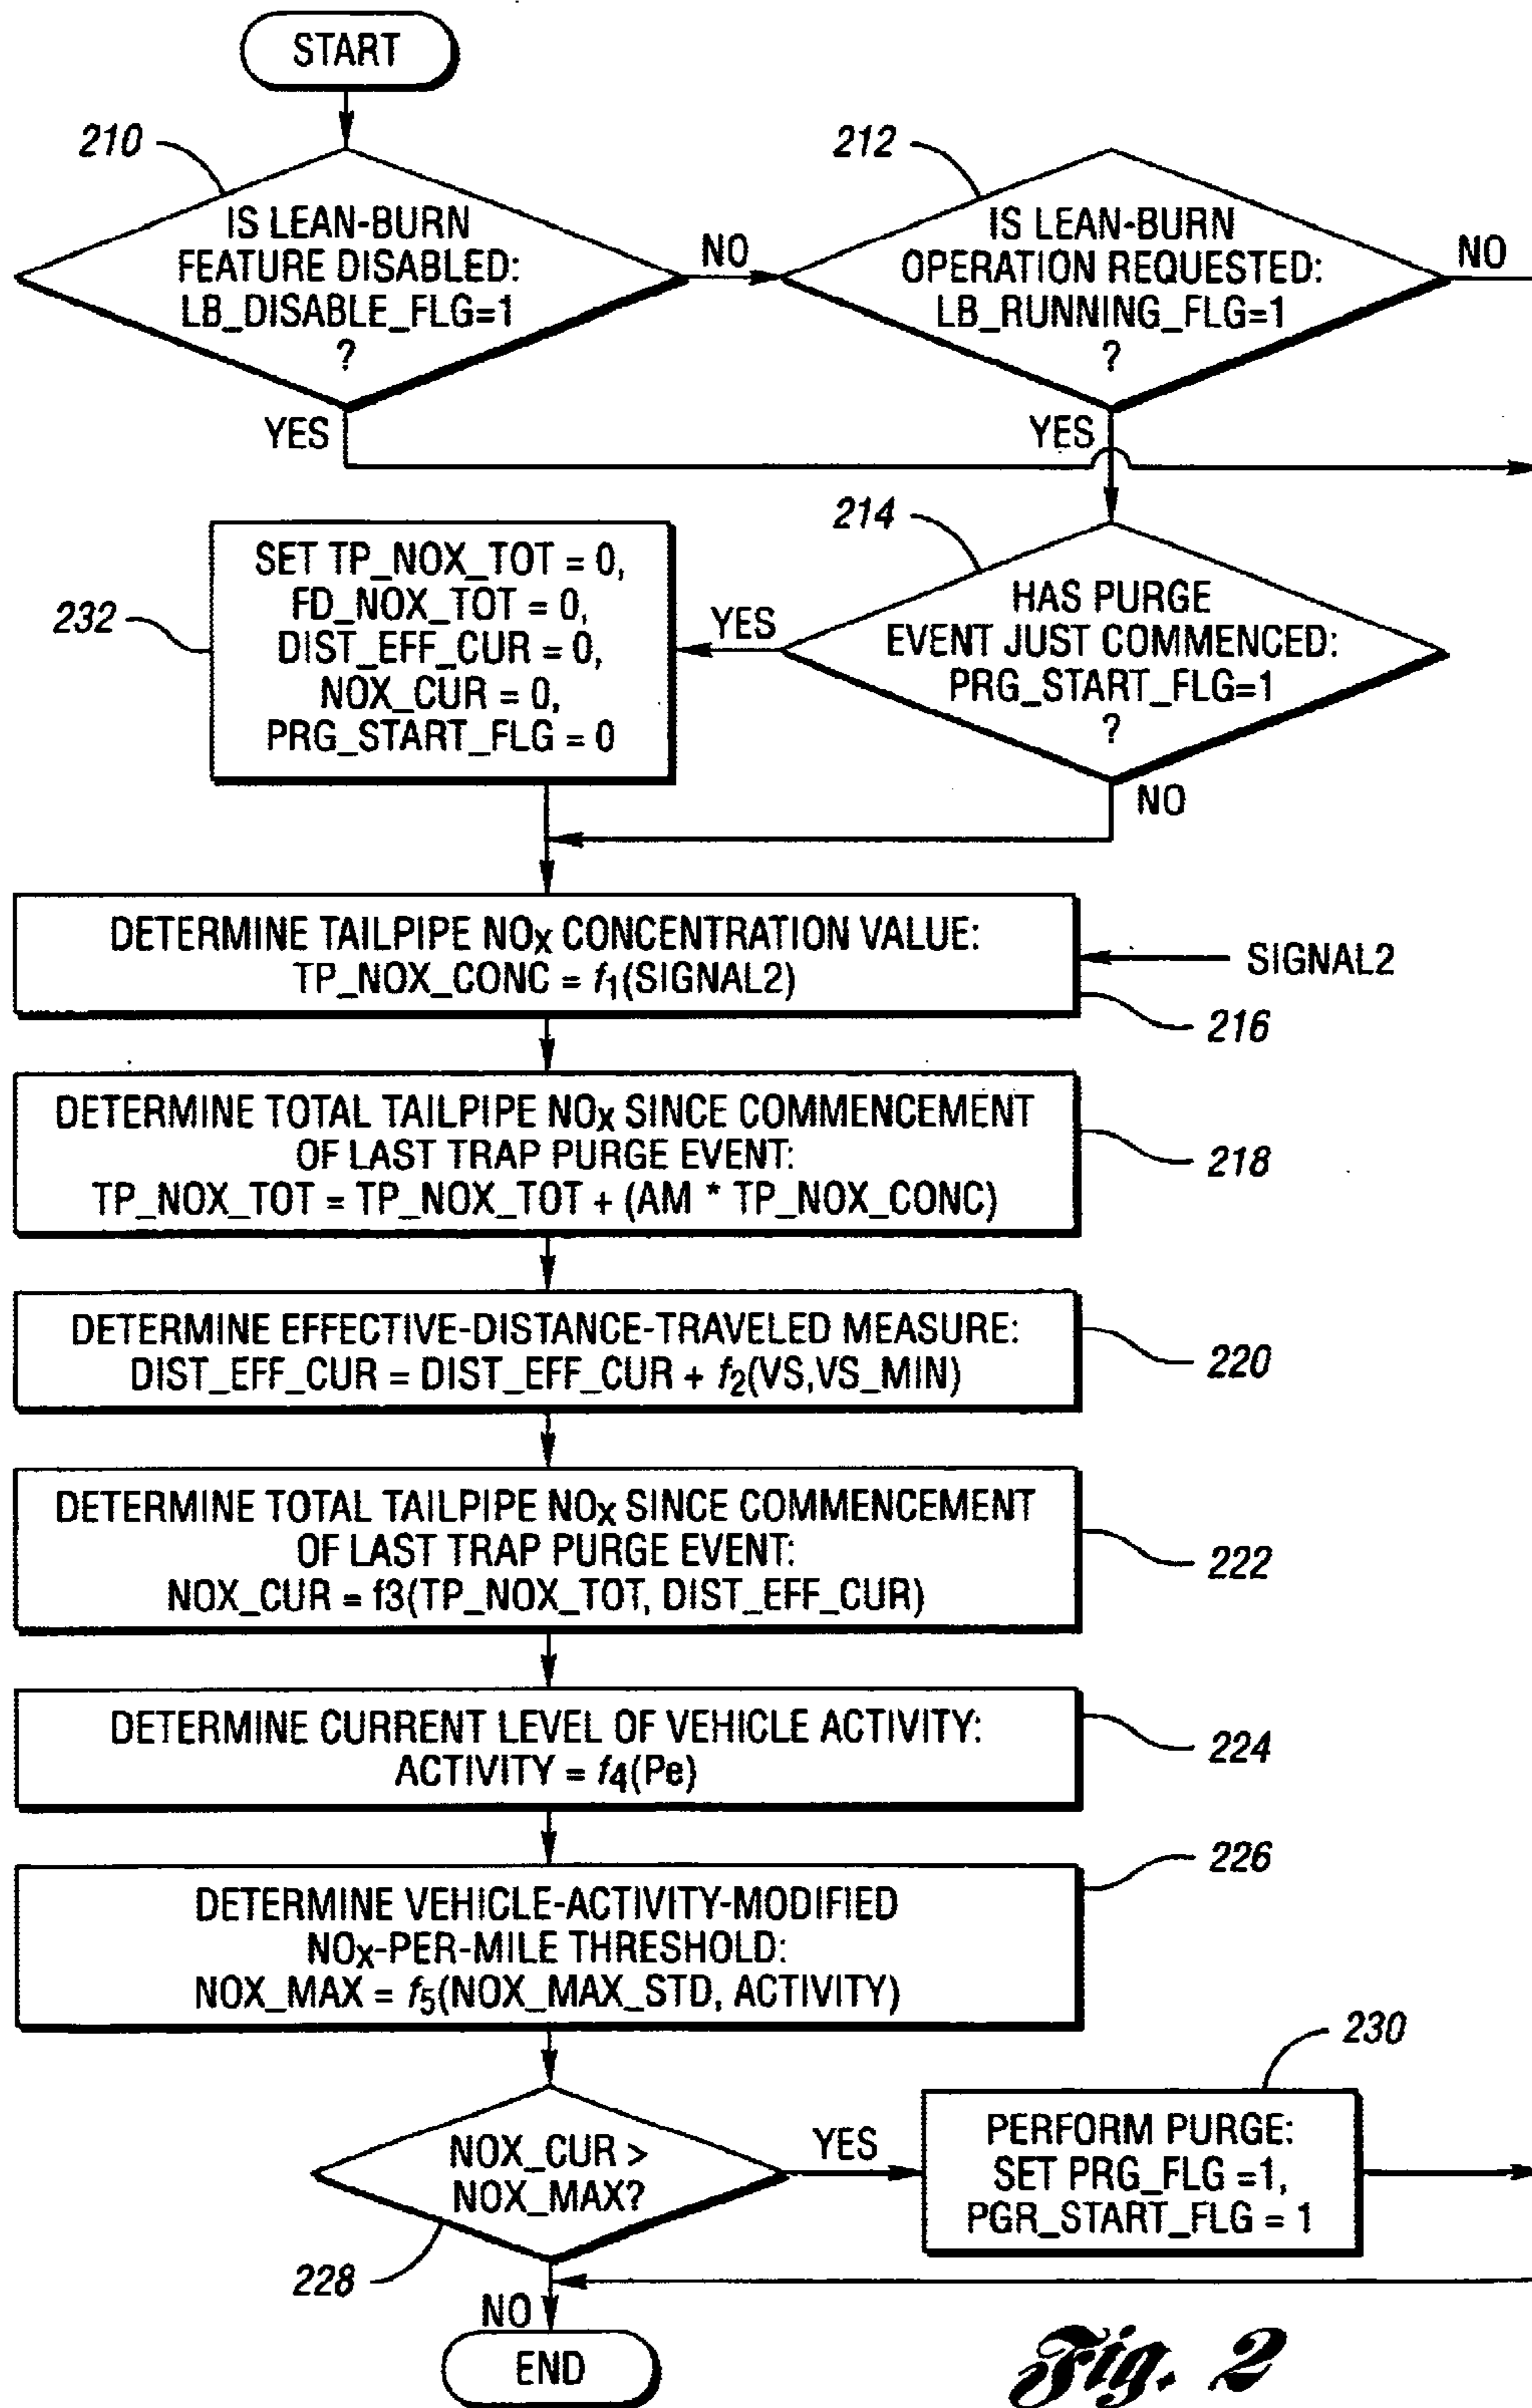 START
210
IS LEAN-BURN
FEATURE DISABLED:
LB_DISABLE_FLG=1
?
NO
YES
212
IS LEAN-BURN
OPERATION REQUESTED:
LB_RUNNING_FLG=1
?
NO
YES
214
HAS PURGE
EVENT JUST COMMENCED:
PRG_START_FLG=1
?
YES
NO
232
SET TP_NOX_TOT = 0,
FD_NOX_TOT = 0,
DIST_EFF_CUR = 0,
NOX_CUR = 0,
PRG_START_FLG = 0
DETERMINE TAILPIPE NOx CONCENTRATION VALUE:
TP_NOX_CONC = f1(SIGNAL2)
SIGNAL2
216
DETERMINE TOTAL TAILPIPE NOx SINCE COMMENCEMENT
OF LAST TRAP PURGE EVENT:
TP_NOX_TOT = TP_NOX_TOT + (AM * TP_NOX_CONC)
218
DETERMINE EFFECTIVE-DISTANCE-TRAVELED MEASURE:
DIST_EFF_CUR = DIST_EFF_CUR + f2(VS,VS_MIN)
220
DETERMINE TOTAL TAILPIPE NOx SINCE COMMENCEMENT
OF LAST TRAP PURGE EVENT:
NOX_CUR = f3(TP_NOX_TOT, DIST_EFF_CUR)
222
DETERMINE CURRENT LEVEL OF VEHICLE ACTIVITY:
ACTIVITY = f4(Pe)
224
DETERMINE VEHICLE-ACTIVITY-MODIFIED
NOx-PER-MILE THRESHOLD:
NOX_MAX = f5(NOX_MAX_STD, ACTIVITY)
226
NOX_CUR >
NOX_MAX?
228
YES
NO
230
PERFORM PURGE:
SET PRG_FLG =1,
PGR_START_FLG = 1
END
Fig. 2